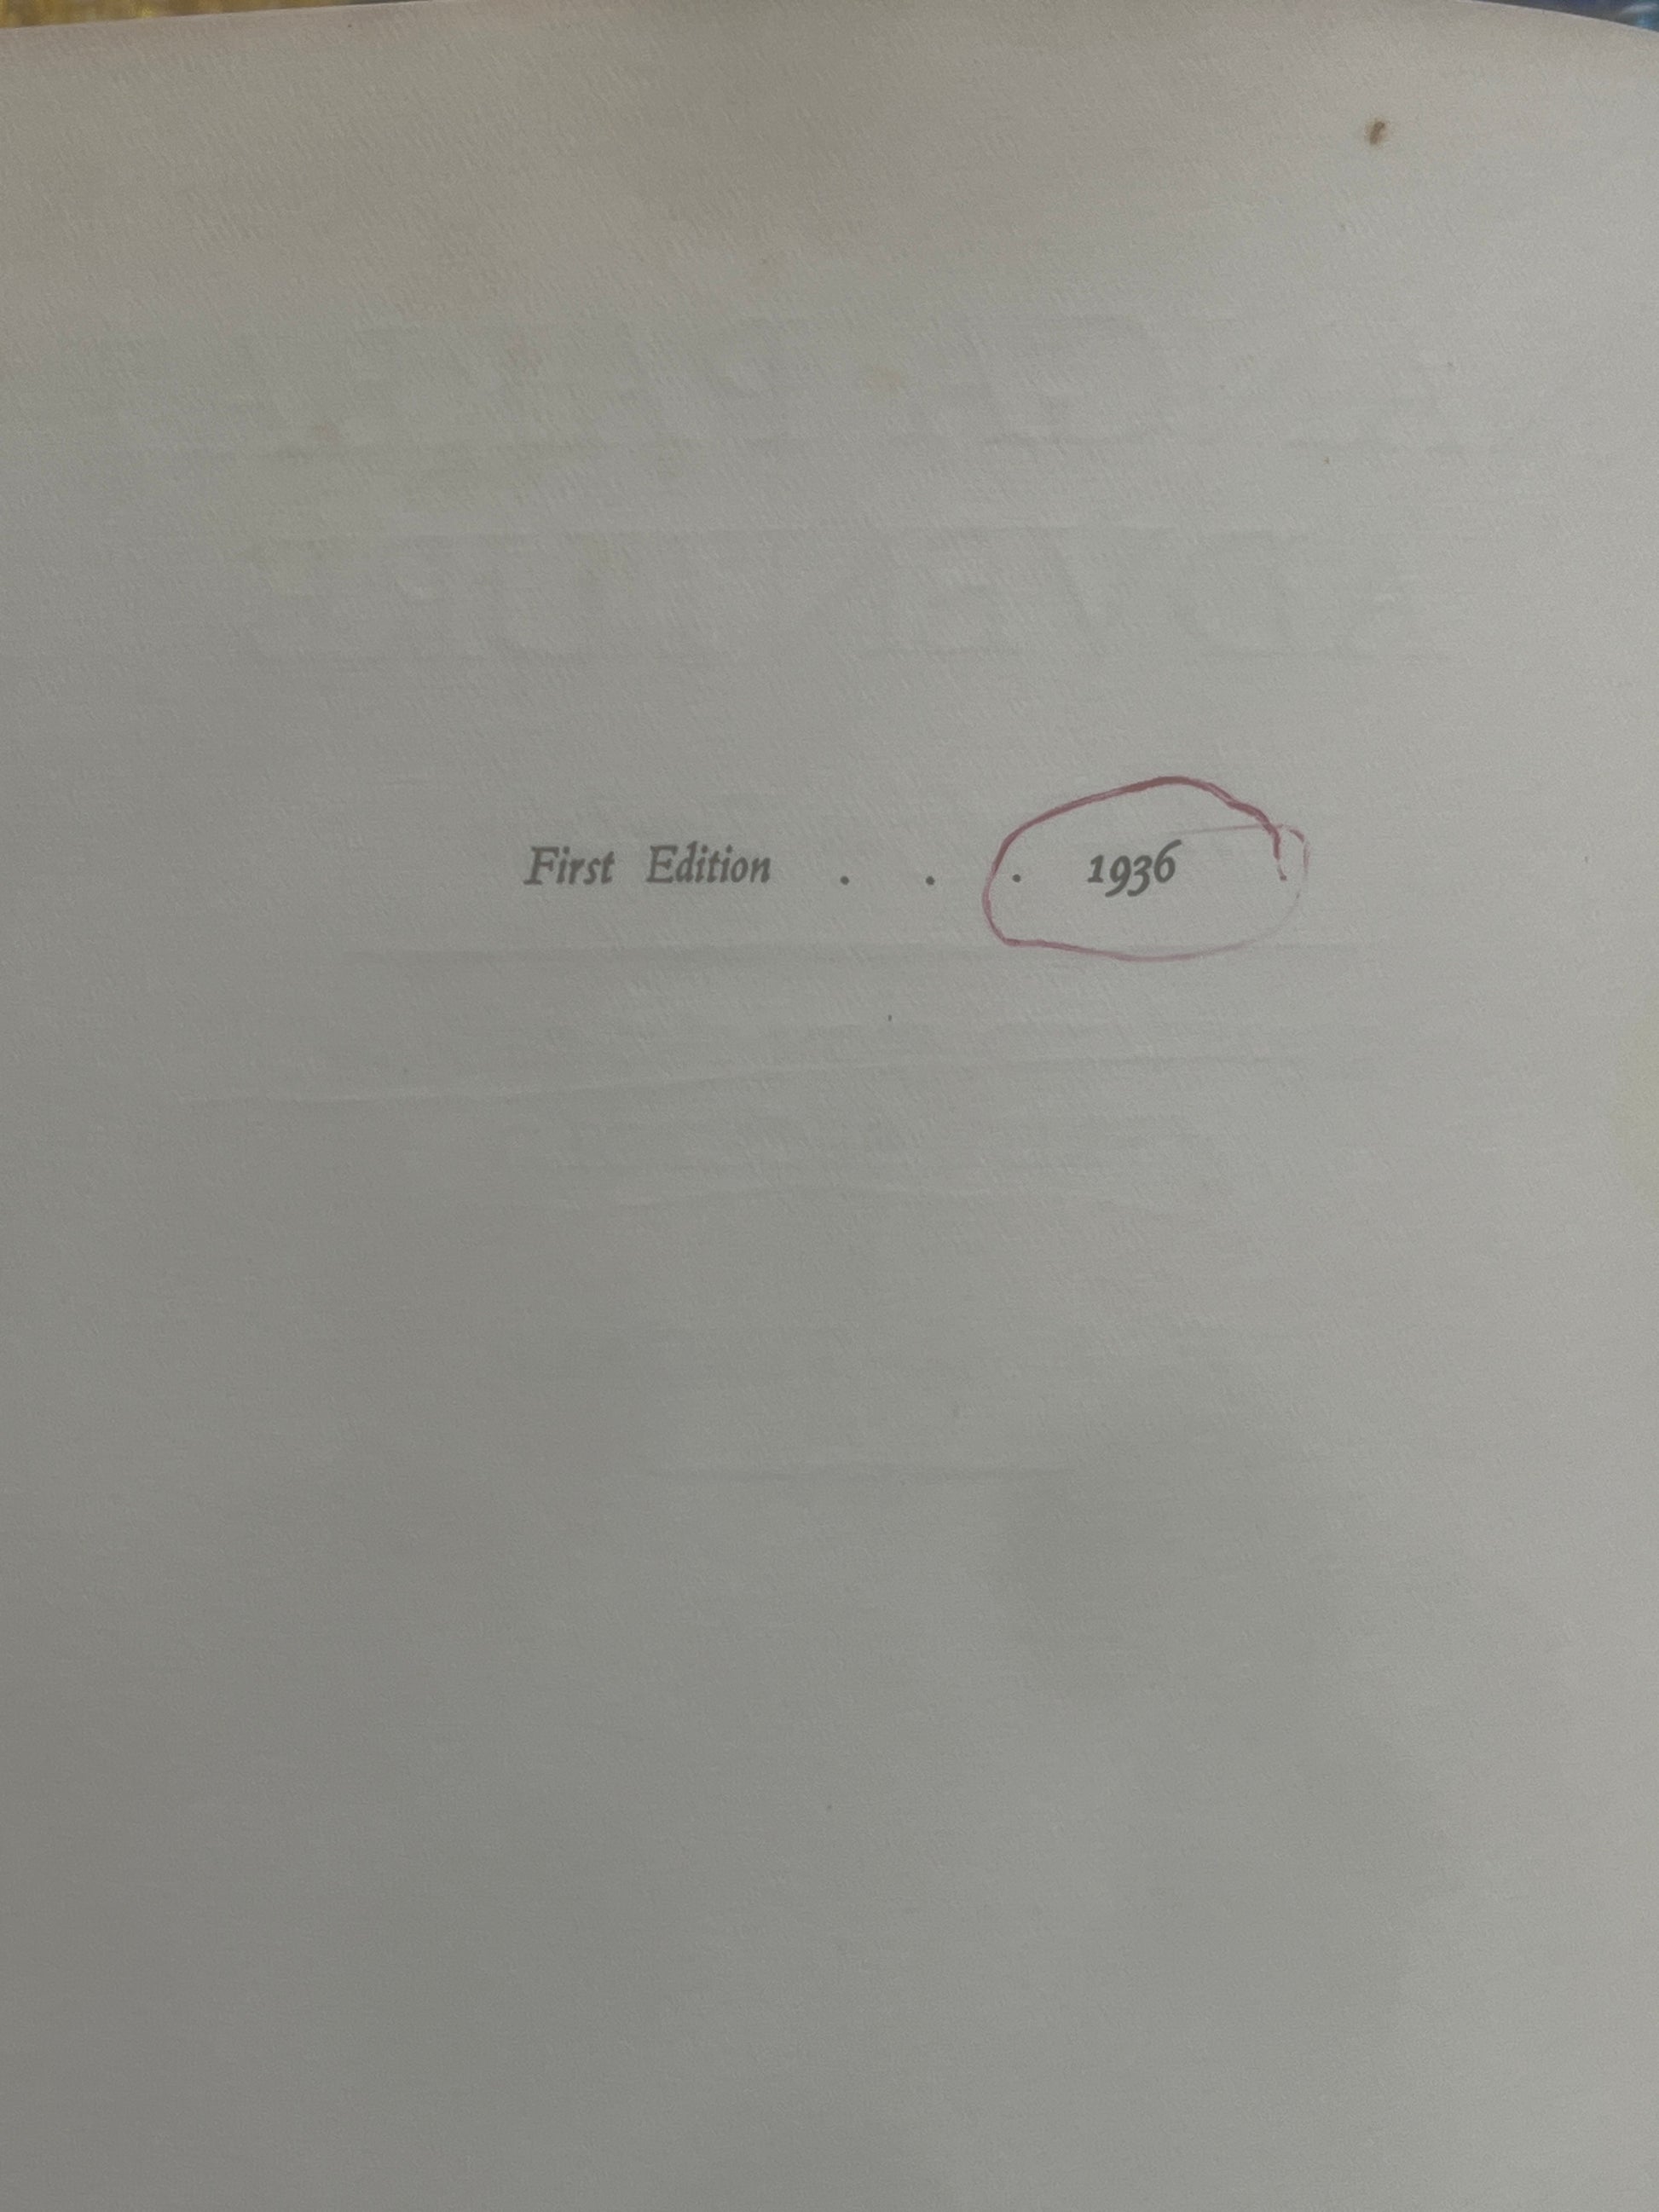 First Edition . . . 1936